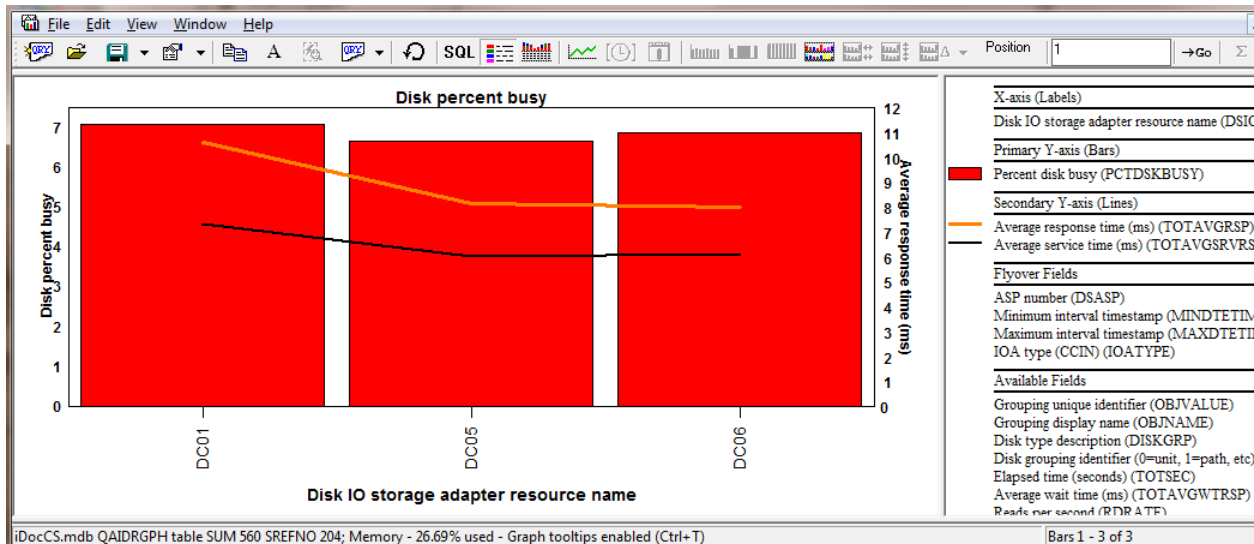 File Edit View Window Help
QRY A QRY SQL Position 1 →Go Σ
Disk percent busy
Disk percent busy
7
6
5
4
3
2
1
0
12
11
10
9
8
7
6
5
4
3
2
1
0
Average response time (ms)
DC01
DC05
DC06
Disk IO storage adapter resource name
X-axis (Labels)
Disk IO storage adapter resource name (DSIO
Primary Y-axis (Bars)
Percent disk busy (PCTDSKBUSY)
Secondary Y-axis (Lines)
Average response time (ms) (TOTAVGRSP)
Average service time (ms) (TOTAVGSRVRS
Flyover Fields
ASP number (DSASP)
Minimum interval timestamp (MINDTETIM
Maximum interval timestamp (MAXDTETI
IOA type (CCIN) (IOATYPE)
Available Fields
Grouping unique identifier (OBJVALUE)
Grouping display name (OBJNAME)
Disk type description (DISKGRP)
Disk grouping identifier (0=unit, 1=path, etc)
Elapsed time (seconds) (TOTSEC)
Average wait time (ms) (TOTAVGWTRSP)
Reads per second (RDRATE)
iDocCS.mdb QAIDRGPH table SUM 560 SREFNO 204; Memory - 26.69% used - Graph tooltips enabled (Ctrl+T)
Bars 1 - 3 of 3